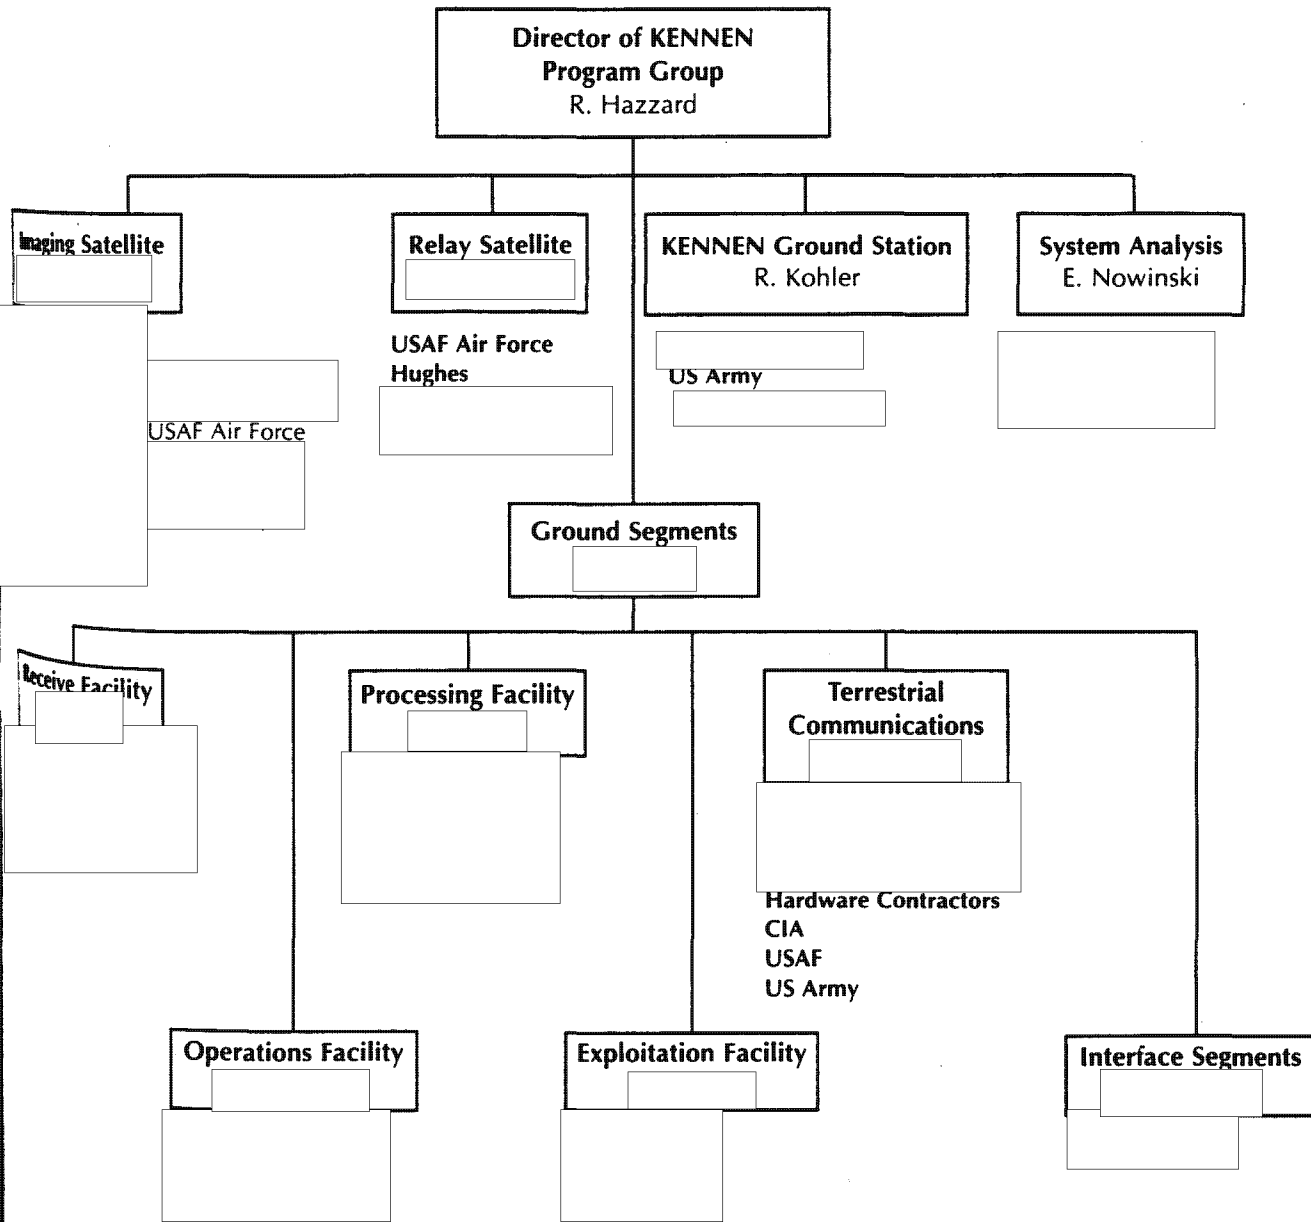 Director of KENNEN
Program Group
R. Hazzard
Imaging Satellite
USAF Air Force
Relay Satellite
USAF Air Force
Hughes
KENNEN Ground Station
R. Kohler
US Army
System Analysis
E. Nowinski
Ground Segments
Receive Facility
Processing Facility
Terrestrial
Communications
Hardware Contractors
CIA
USAF
US Army
Operations Facility
Exploitation Facility
Interface Segments